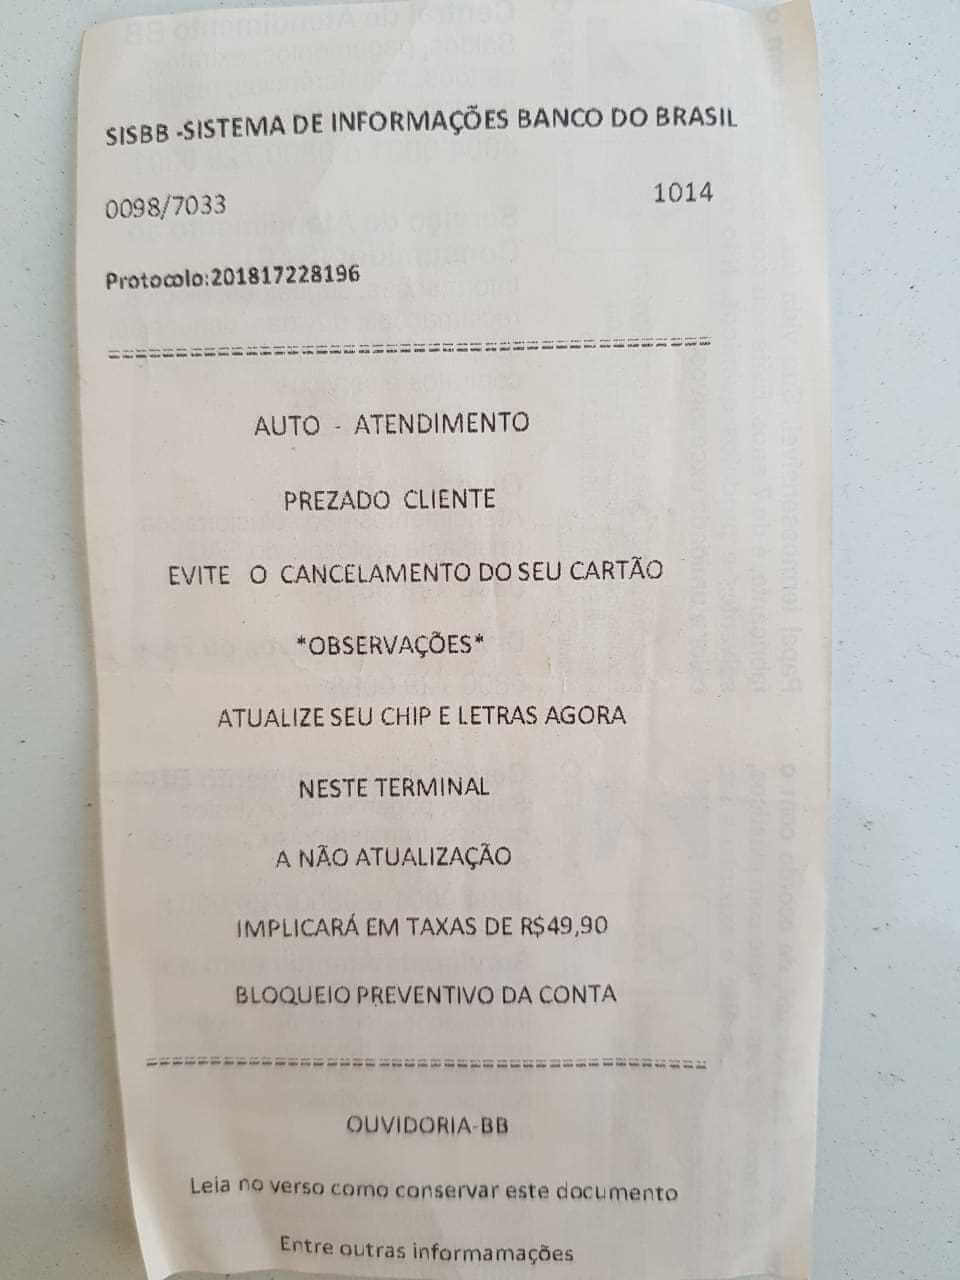 SISBB -SISTEMA DE INFORMAÇÕES BANCO DO BRASIL
0098/7033 1014
Protocolo:201817228196
================================================
AUTO - ATENDIMENTO
PREZADO CLIENTE
EVITE O CANCELAMENTO DO SEU CARTÃO
*OBSERVAÇÕES*
ATUALIZE SEU CHIP E LETRAS AGORA
NESTE TERMINAL
A NÃO ATUALIZAÇÃO
IMPLICARÁ EM TAXAS DE R$49,90
BLOQUEIO PREVENTIVO DA CONTA
================================================
OUVIDORIA-BB
Leia no verso como conservar este documento
Entre outras informamações